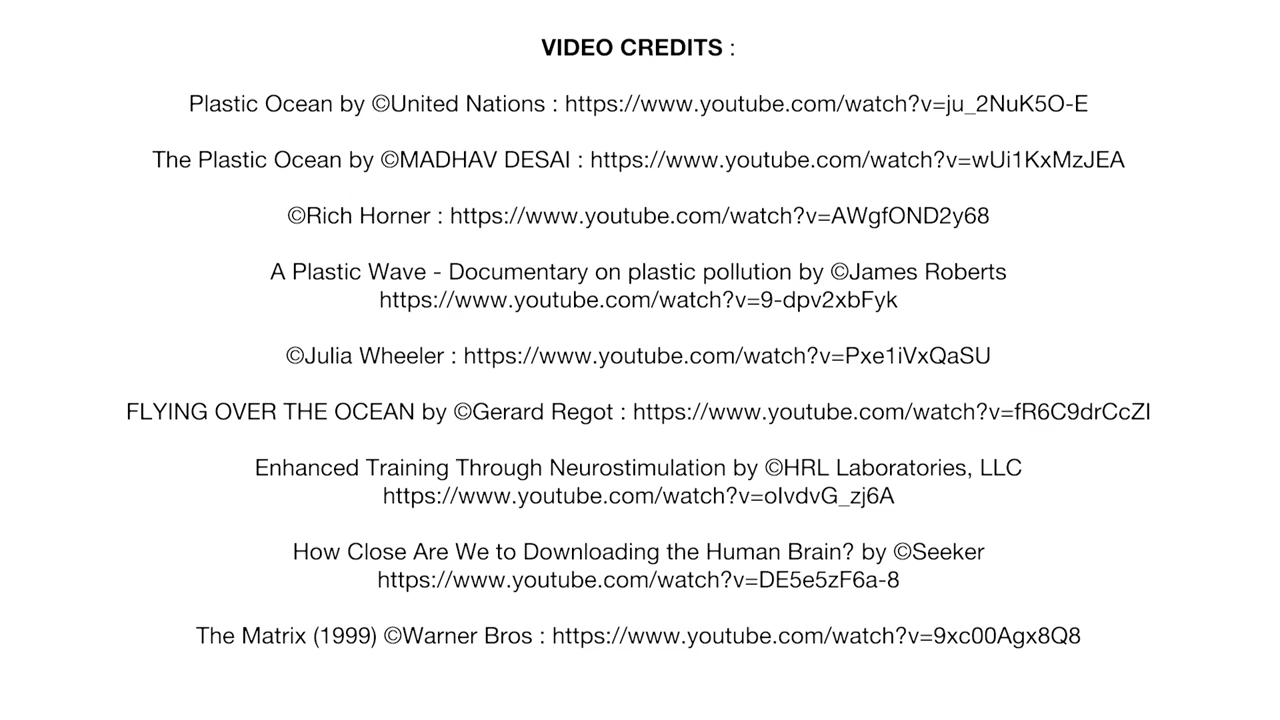 VIDEO CREDITS :
Plastic Ocean by ©United Nations : https://www.youtube.com/watch?v=ju_2NuK5O-E
The Plastic Ocean by ©MADHAV DESAI : https://www.youtube.com/watch?v=wUi1KxMzJEA
©Rich Horner : https://www.youtube.com/watch?v=AWgfOND2y68
A Plastic Wave - Documentary on plastic pollution by ©James Roberts
https://www.youtube.com/watch?v=9-dpv2xbFyk
©Julia Wheeler : https://www.youtube.com/watch?v=Pxe1iVxQaSU
FLYING OVER THE OCEAN by ©Gerard Regot : https://www.youtube.com/watch?v=fR6C9drCcZI
Enhanced Training Through Neurostimulation by ©HRL Laboratories, LLC
https://www.youtube.com/watch?v=oIvdvG_zj6A
How Close Are We to Downloading the Human Brain? by ©Seeker
https://www.youtube.com/watch?v=DE5e5zF6a-8
The Matrix (1999) ©Warner Bros : https://www.youtube.com/watch?v=9xc00Agx8Q8